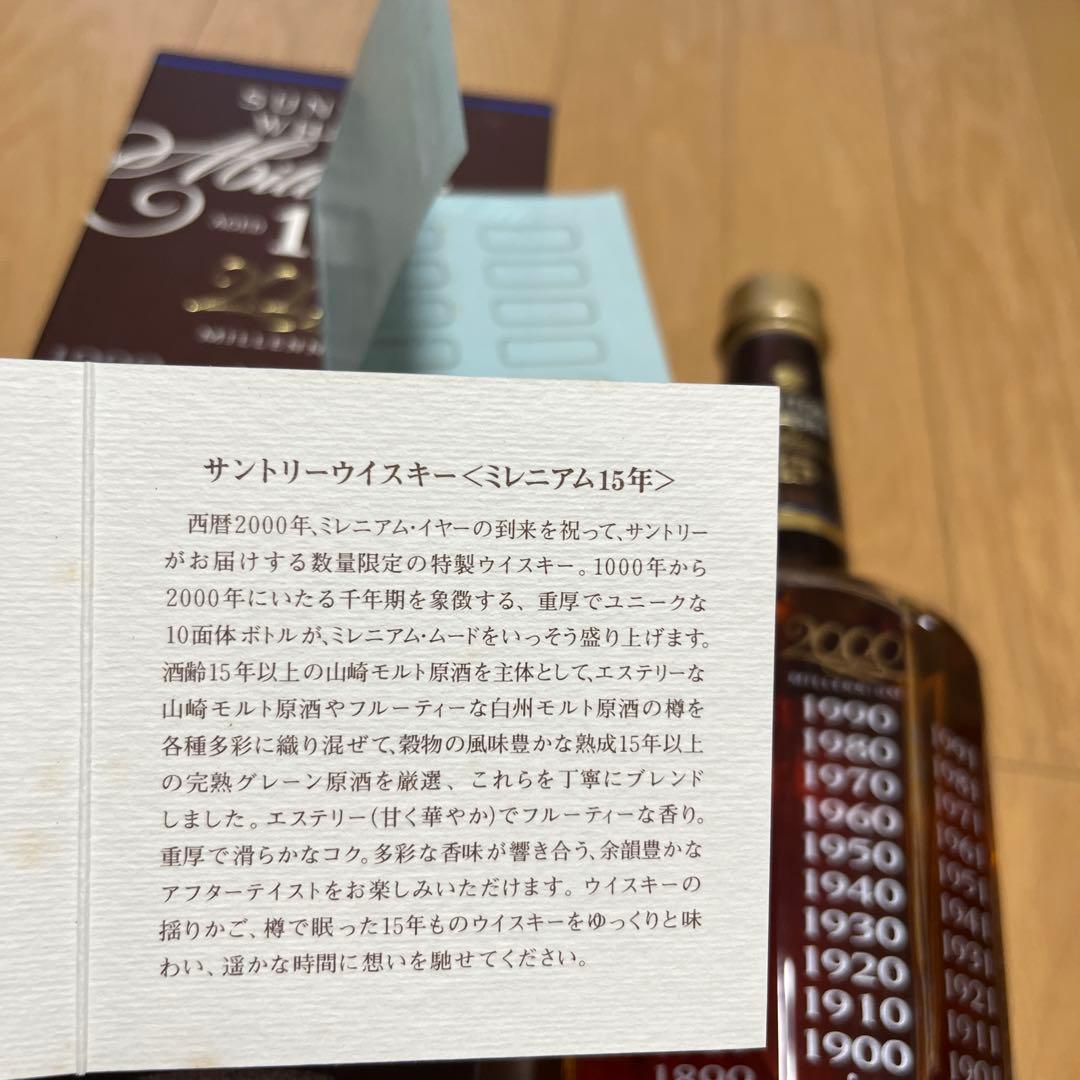 サントリーウイスキー＜ミレニアム15年＞
西暦2000年、ミレニアム・イヤーの到来を祝って、サントリー
がお届けする数量限定の特製ウイスキー。1000年から
2000年にいたる千年期を象徴する、重厚でユニークな
10面体ボトルが、ミレニアム・ムードをいっそう盛り上げます。
酒齢15年以上の山崎モルト原酒を主体として、エステリーな
山崎モルト原酒やフルーティーな白州モルト原酒の樽を
各種多彩に織り混ぜて、穀物の風味豊かな熟成15年以上
の完熟グレーン原酒を厳選、これらを丁寧にブレンド
しました。エステリー(甘く華やか)でフルーティーな香り。
重厚で滑らかなコク。多彩な香味が響き合う、余韻豊かな
アフターテイストをお楽しみいただけます。ウイスキーの
揺りかご、樽で眠った15年ものウイスキーをゆっくりと味
わい、遥かな時間に想いを馳せてください。
2000
MILLENNIUM
1990
1980
1970
1960
1950
1940
1930
1920
1910
1900
1890
1991
1981
1971
1961
1951
1941
1931
1921
1911
1901